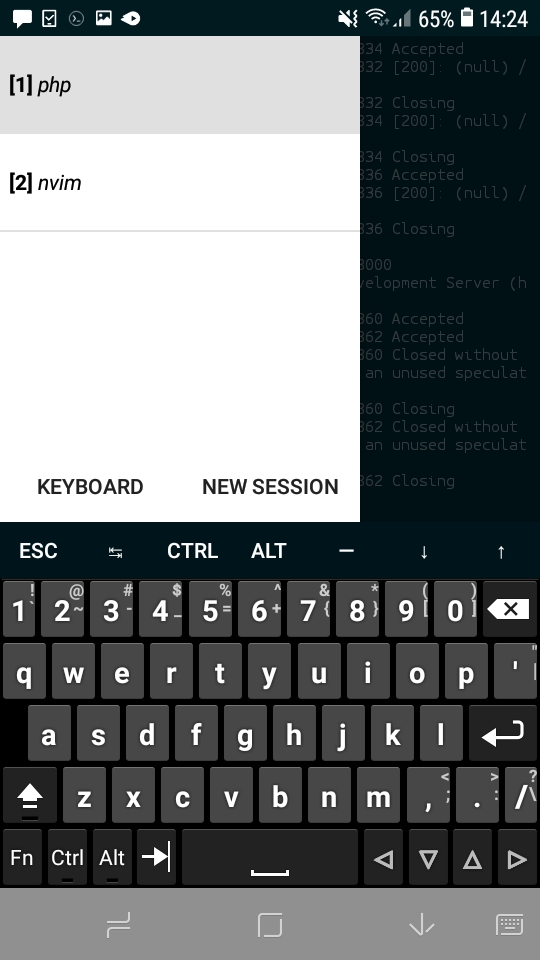 65% 14:24
334 Accepted
332 [200]: (null) /
332 Closing
334 [200]: (null) /
334 Closing
336 Accepted
336 [200]: (null) /
336 Closing
8000
velopment Server (h
360 Accepted
362 Accepted
360 Closed without
an unused speculat
360 Closing
362 Closed without
an unused speculat
362 Closing
[1] php
[2] nvim
KEYBOARD NEW SESSION
ESC ↹ CTRL ALT — ↓ ↑
! @ # $ % ^ & * ( )
1 ` 2 ~ 3 - 4 _ 5 = 6 + 7 { 8 } 9 [ 0 ]
q w e r t y u i o p ' "
a s d f g h j k l
z x c v b n m , < ; . > : / ? \
Fn Ctrl Alt